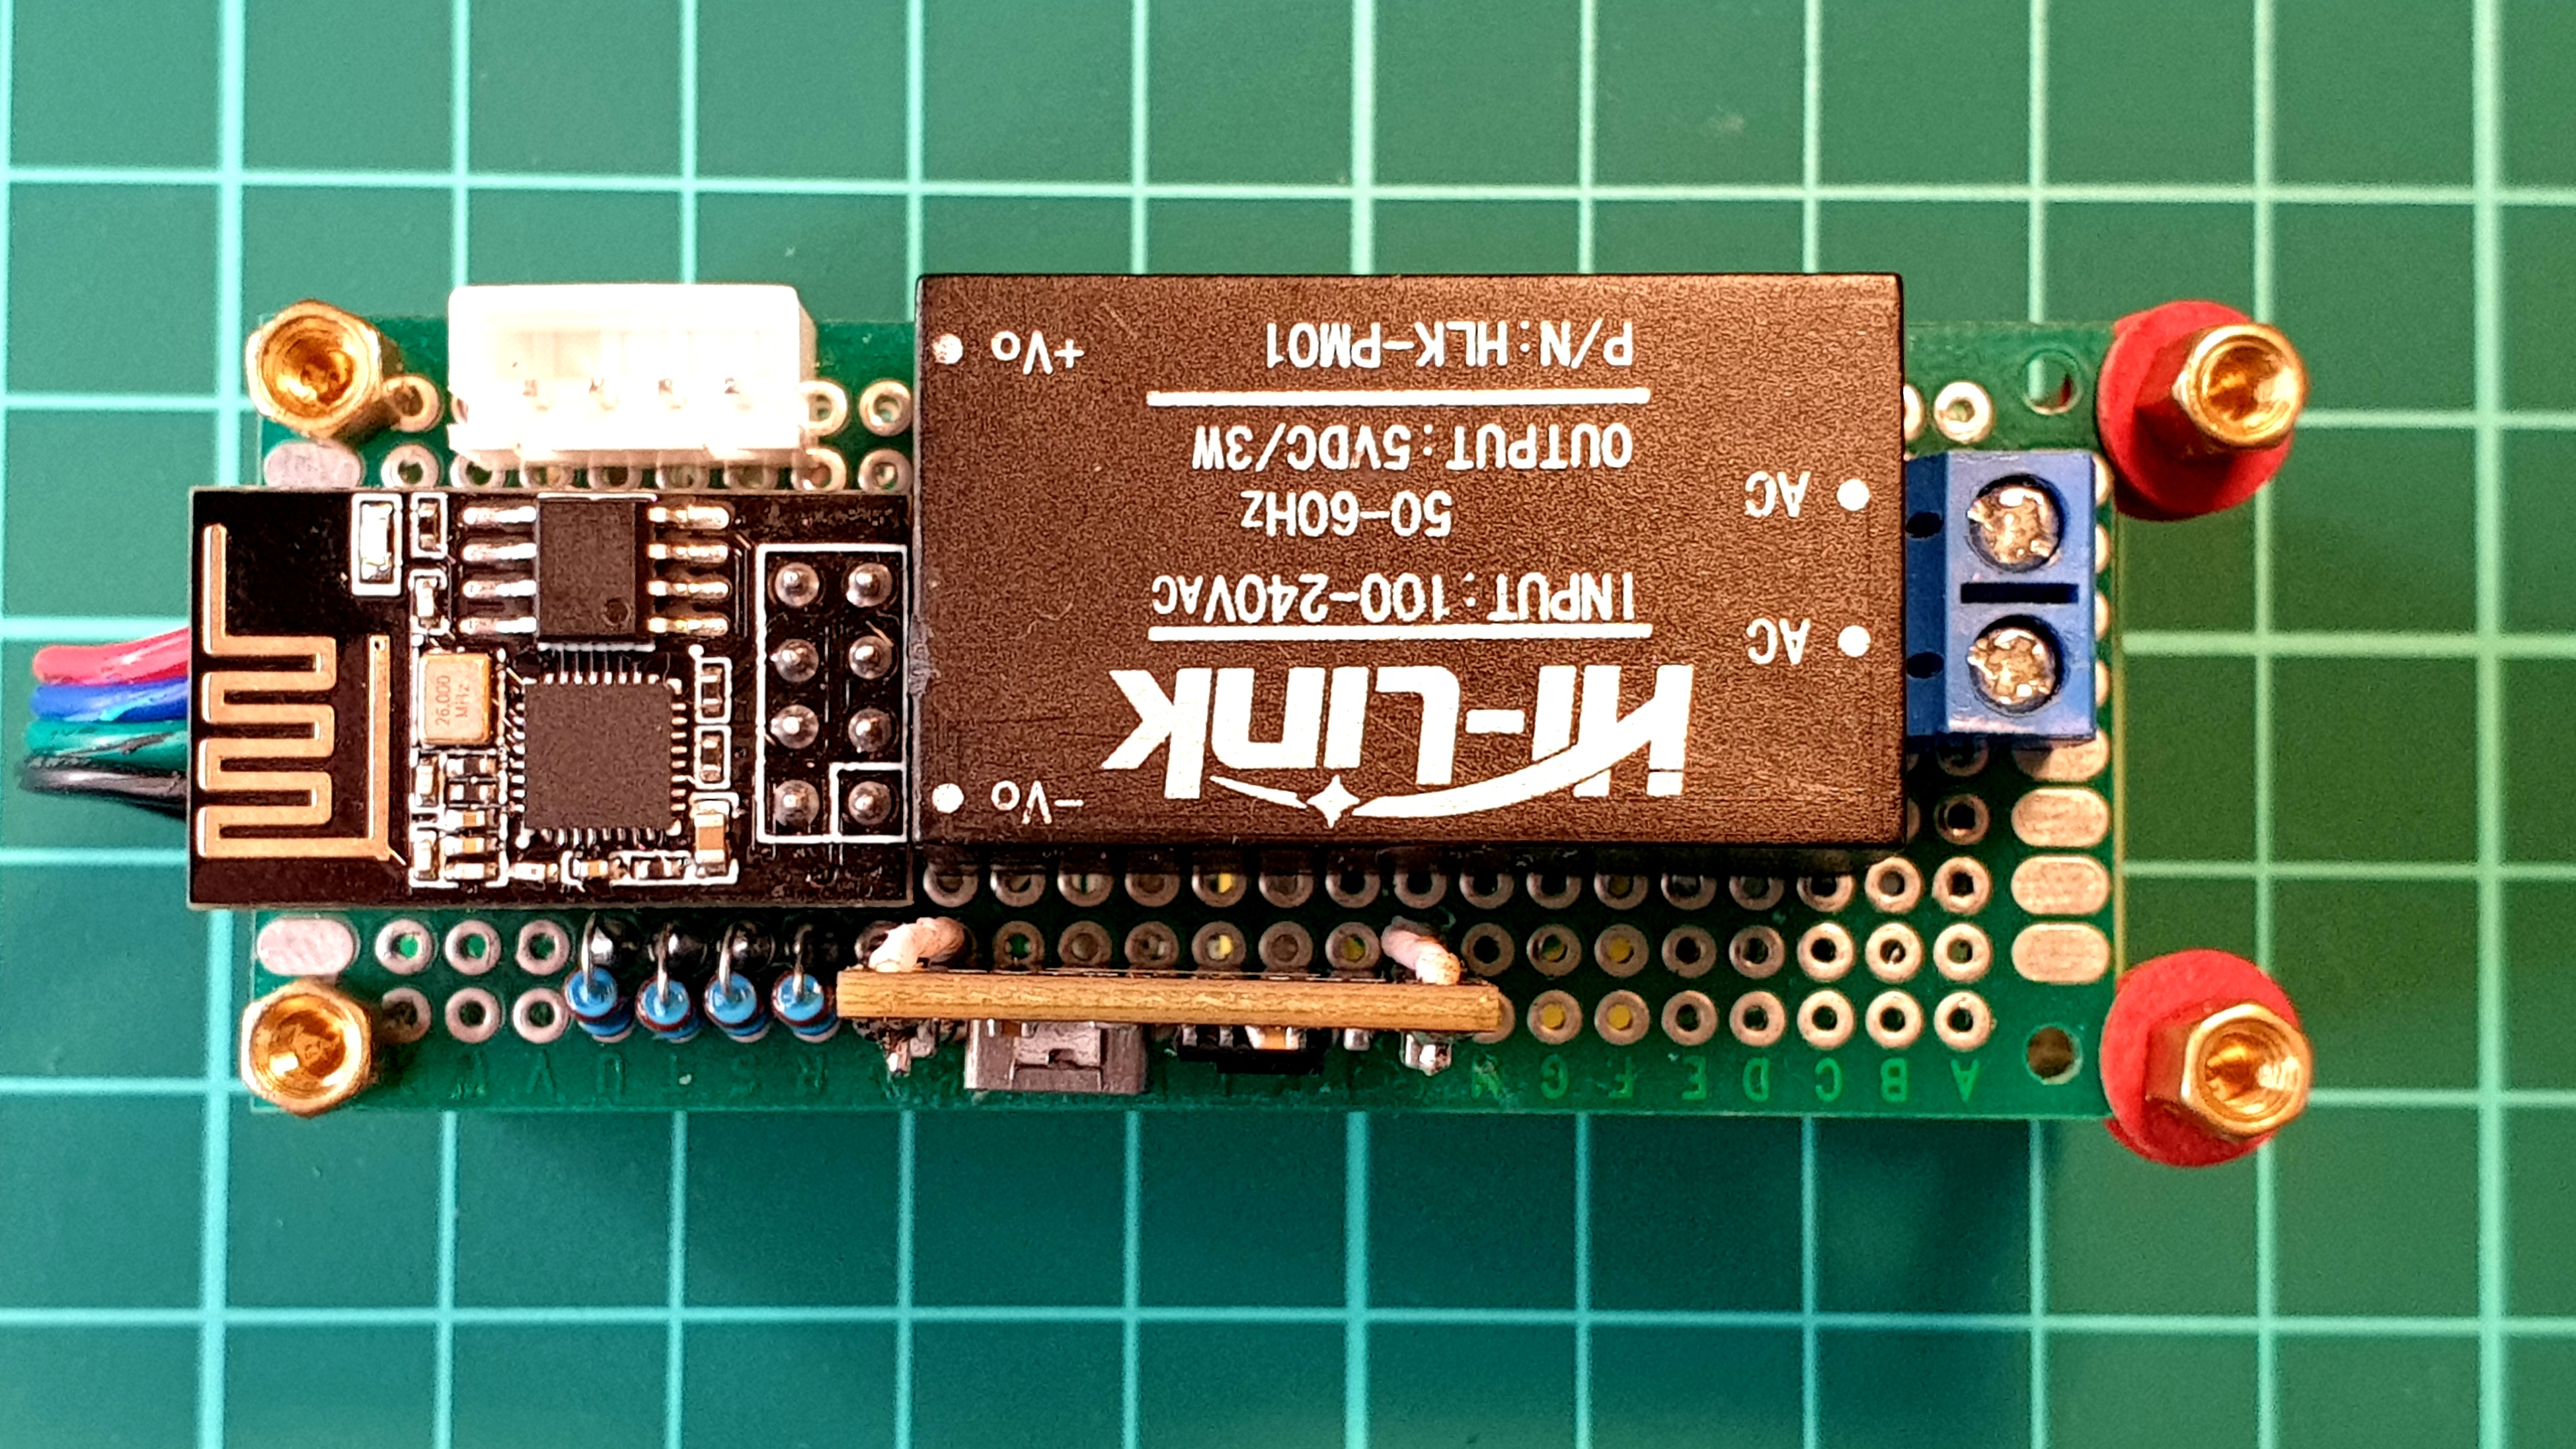 Hi-Link
INPUT:100-240VAC
50-60Hz
OUTPUT:5VDC/3W
P/N:HLK-PM01
AC
AC
-Vo
+Vo
26.000
MHz
A B C D E F G H
R S T U V W X